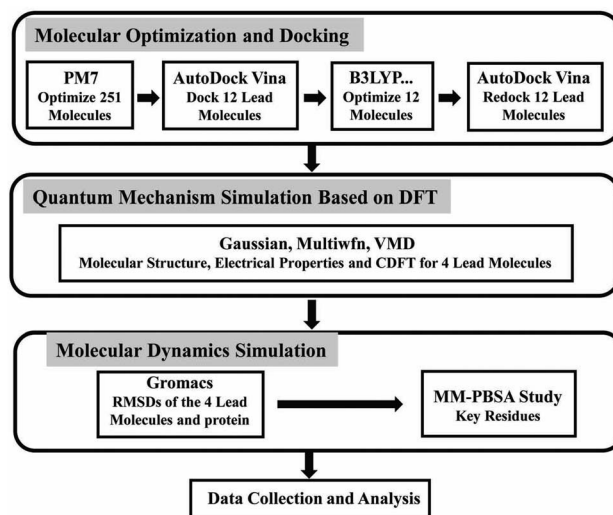 Molecular Optimization and Docking
PM7
Optimize 251
Molecules
AutoDock Vina
Dock 12 Lead
Molecules
B3LYP...
Optimize 12
Molecules
AutoDock Vina
Redock 12 Lead
Molecules
Quantum Mechanism Simulation Based on DFT
Gaussian, Multiwfn, VMD
Molecular Structure, Electrical Properties and CDFT for 4 Lead Molecules
Molecular Dynamics Simulation
Gromacs
RMSDs of the 4 Lead
Molecules and protein
MM-PBSA Study
Key Residues
Data Collection and Analysis